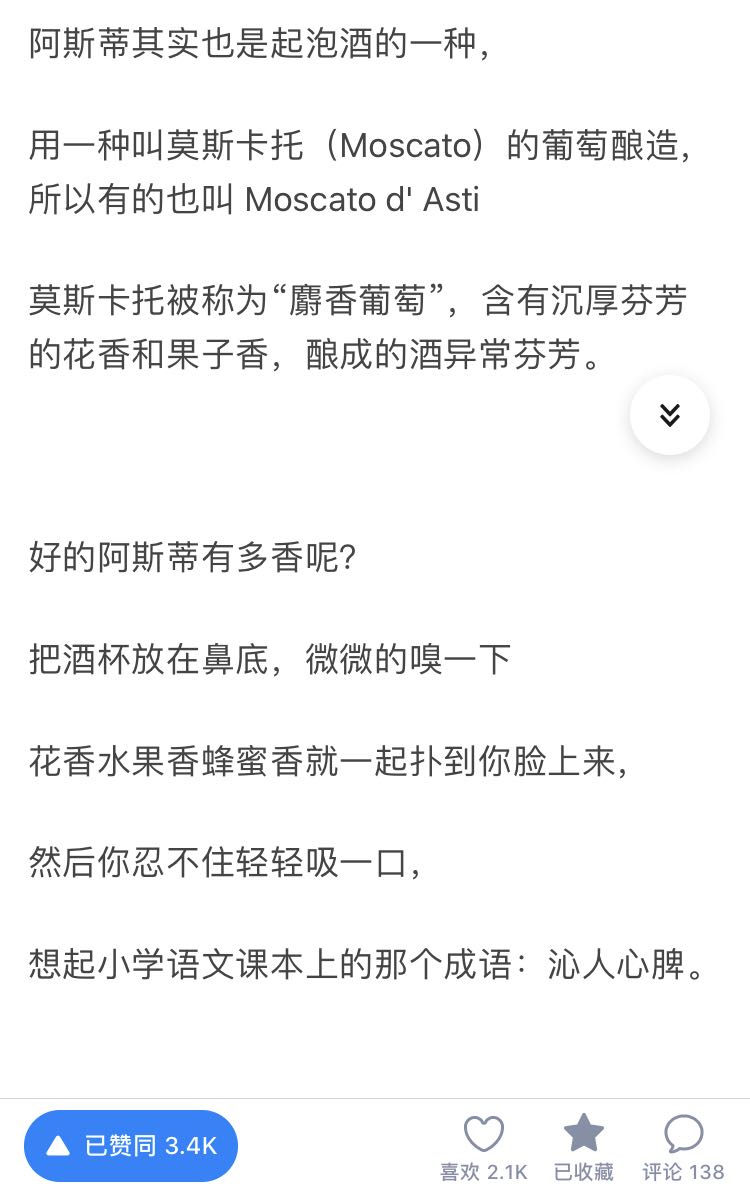 阿斯蒂其实也是起泡酒的一种，
用一种叫莫斯卡托（Moscato）的葡萄酿造，
所以有的也叫 Moscato d' Asti
莫斯卡托被称为“麝香葡萄”，含有沉厚芬芳
的花香和果子香，酿成的酒异常芬芳。
好的阿斯蒂有多香呢?
把酒杯放在鼻底，微微的嗅一下
花香水果香蜂蜜香就一起扑到你脸上来，
然后你忍不住轻轻吸一口，
想起小学语文课本上的那个成语：沁人心脾。
已赞同 3.4K
喜欢 2.1K
已收藏
评论 138